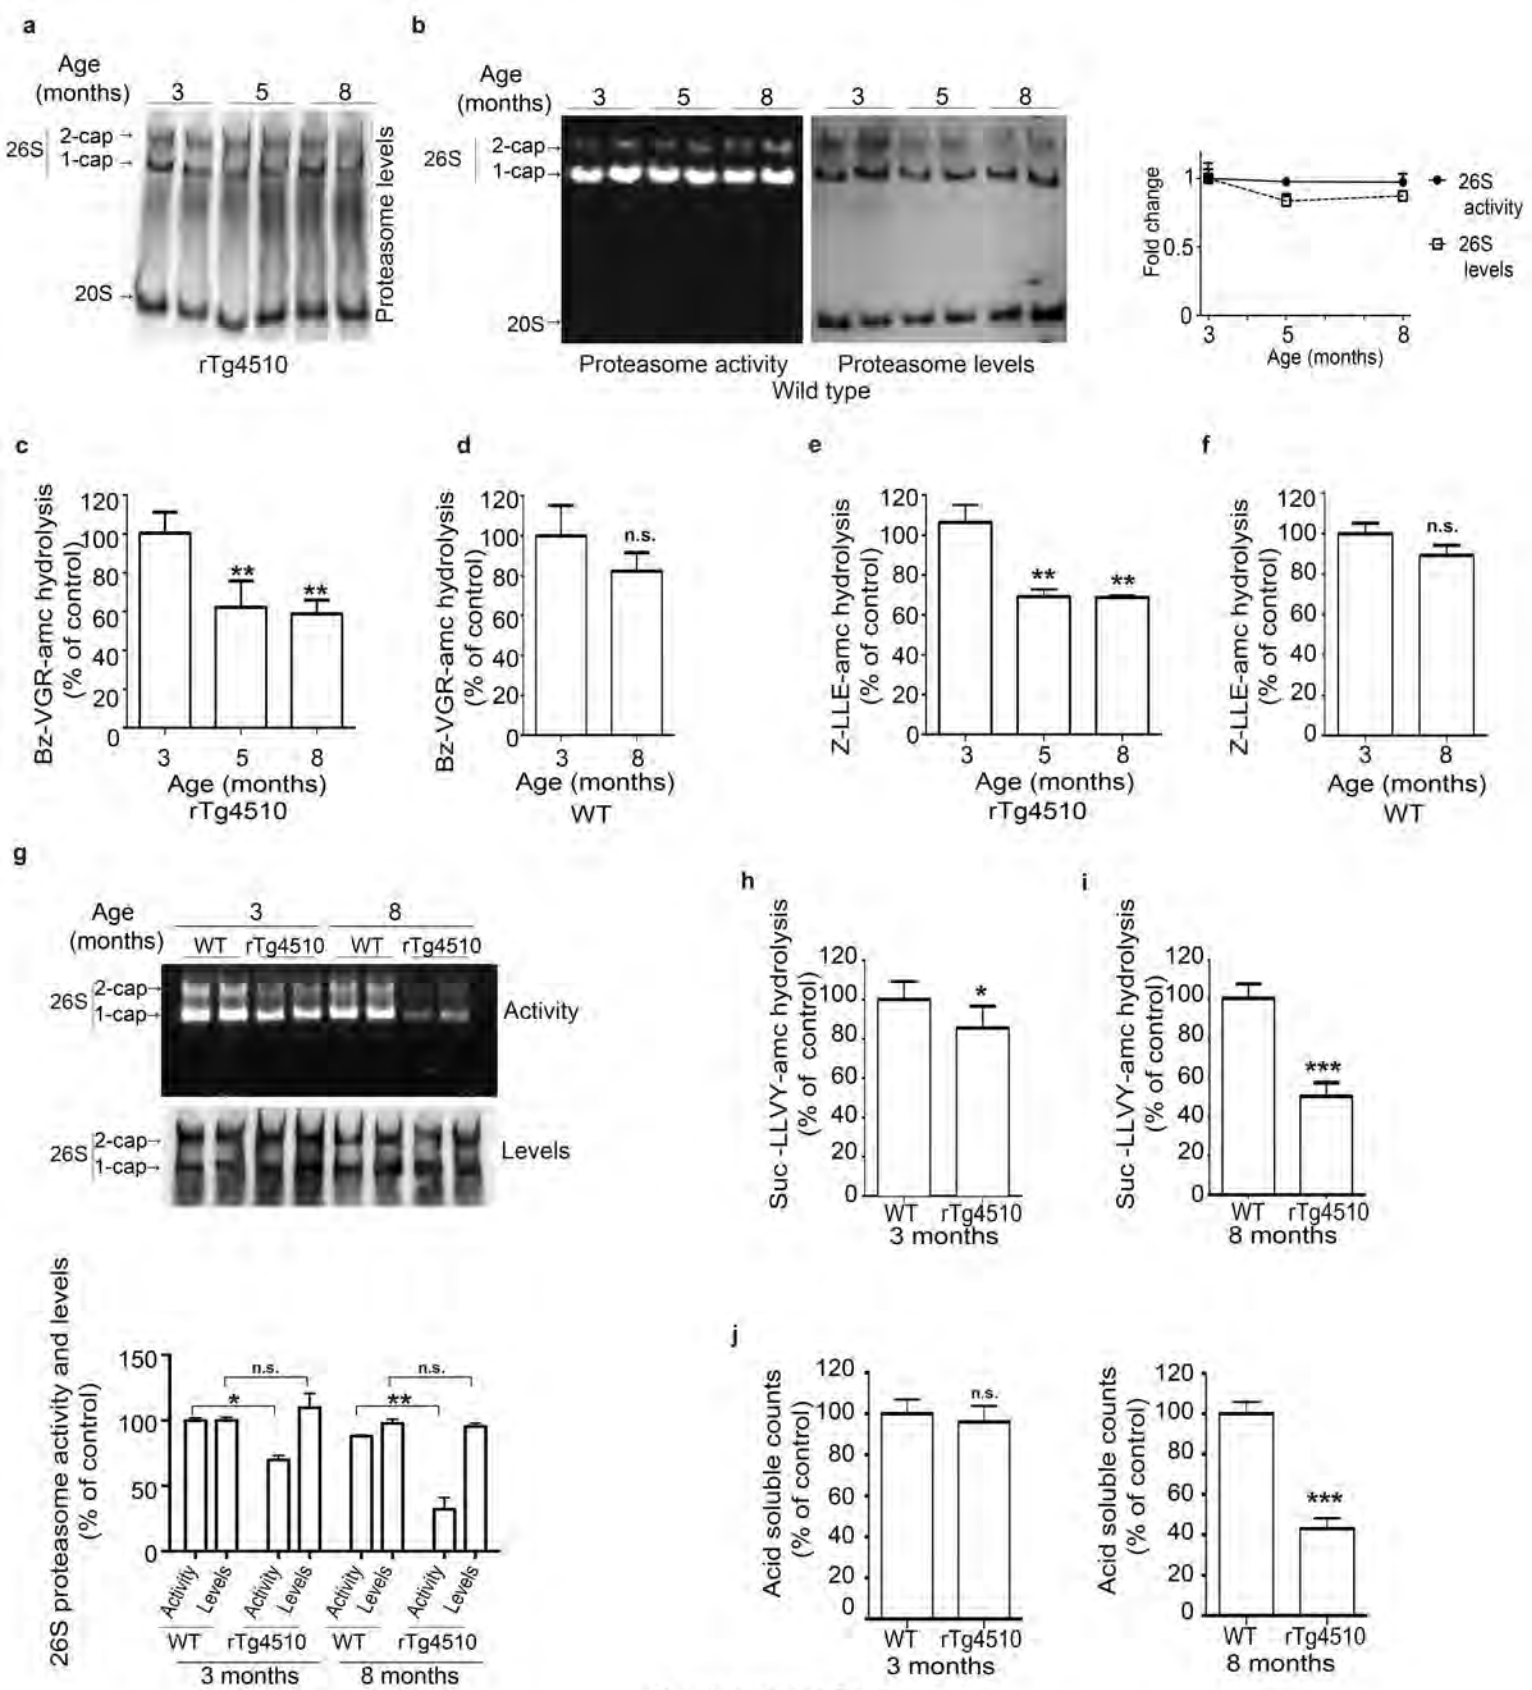 a
Age
(months)
3 5 8
26S
2-cap→
1-cap→
20S→
Proteasome levels
rTg4510
b
Age
(months)
3 5 8 3 5 8
26S
2-cap→
1-cap→
20S→
Proteasome activity Proteasome levels
Wild type
Fold change
1
0.5
0
3 5 8
Age (months)
26S
activity
26S
levels
c
Bz-VGR-amc hydrolysis
(% of control)
120
100
80
60
40
20
0
** **
3 5 8
Age (months)
rTg4510
d
Bz-VGR-amc hydrolysis
(% of control)
120
100
80
60
40
20
0
n.s.
3 8
Age (months)
WT
e
Z-LLE-amc hydrolysis
(% of control)
120
100
80
60
40
20
0
** **
3 5 8
Age (months)
rTg4510
f
Z-LLE-amc hydrolysis
(% of control)
120
100
80
60
40
20
0
n.s.
3 8
Age (months)
WT
g
Age
(months)
3 8
WT rTg4510 WT rTg4510
26S
2-cap→
1-cap→
Activity
26S
2-cap→
1-cap→
Levels
26S proteasome activity and levels
(% of control)
150
100
50
0
n.s. n.s.
* **
Activity Levels Activity Levels Activity Levels Activity Levels
WT rTg4510 WT rTg4510
3 months 8 months
h
Suc -LLVY-amc hydrolysis
(% of control)
120
100
80
60
40
20
0
*
WT rTg4510
3 months
i
Suc -LLVY-amc hydrolysis
(% of control)
120
100
80
60
40
20
0
***
WT rTg4510
8 months
j
Acid soluble counts
(% of control)
120
100
80
60
40
20
0
n.s.
WT rTg4510
3 months
Acid soluble counts
(% of control)
120
100
80
60
40
20
0
***
WT rTg4510
8 months